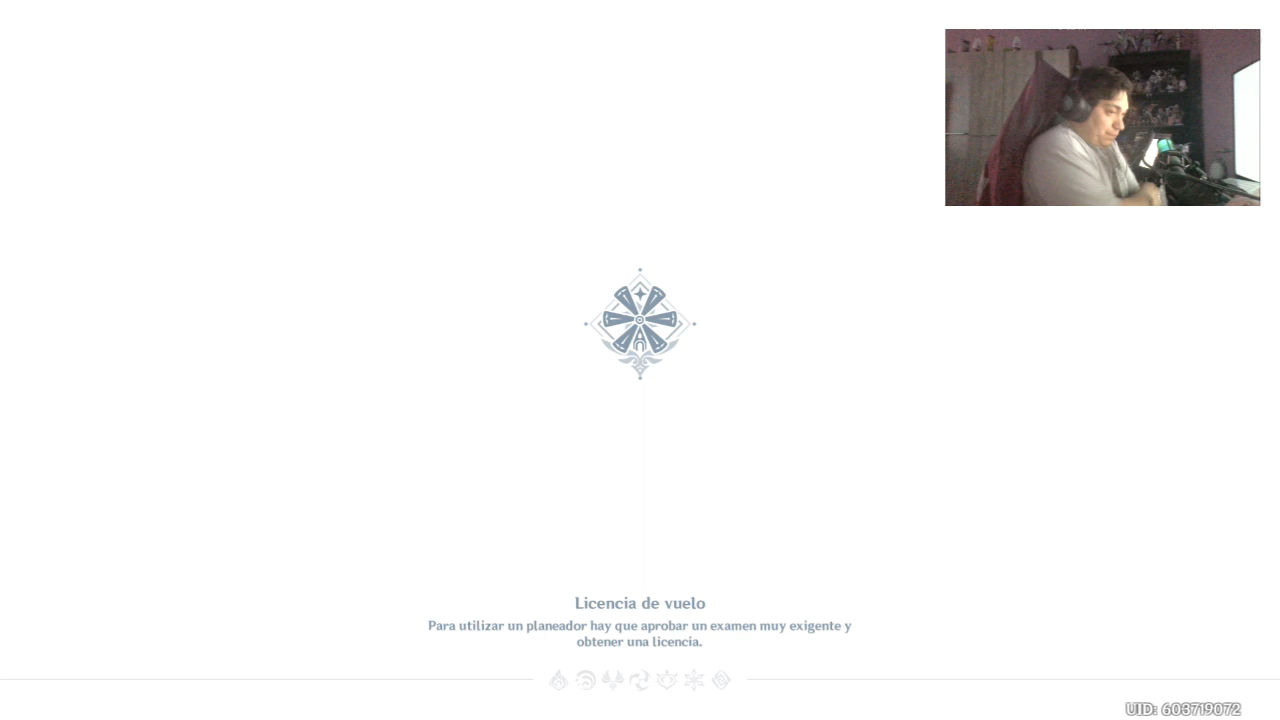 Licencia de vuelo
Para utilizar un planeador hay que aprobar un examen muy exigente y
obtener una licencia.
UID: 603719072